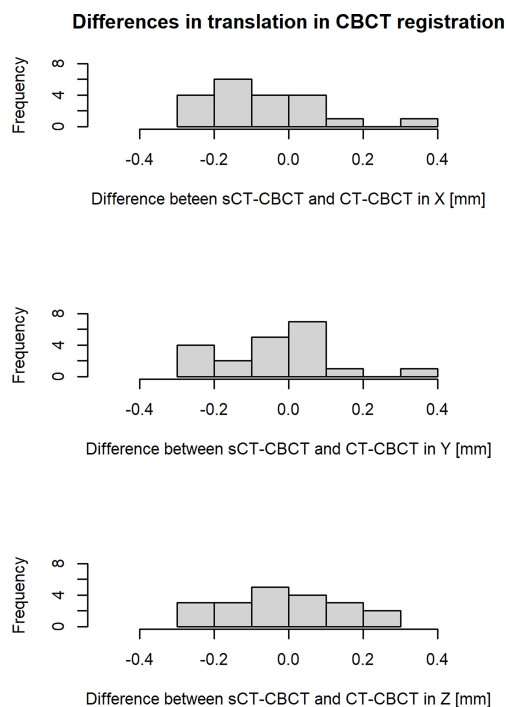 Differences in translation in CBCT registration
Frequency
8
4
0
-0.4 -0.2 0.0 0.2 0.4
Difference beteen sCT-CBCT and CT-CBCT in X [mm]
Frequency
8
4
0
-0.4 -0.2 0.0 0.2 0.4
Difference between sCT-CBCT and CT-CBCT in Y [mm]
Frequency
8
4
0
-0.4 -0.2 0.0 0.2 0.4
Difference between sCT-CBCT and CT-CBCT in Z [mm]